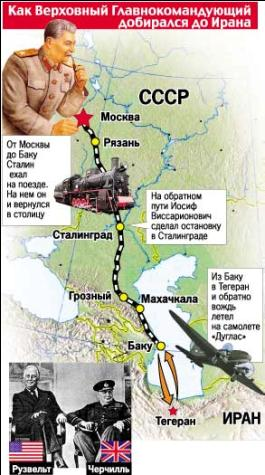 Как Верховный Главнокомандующий
добирался до Ирана
СССР
Москва
Рязань
От Москвы
до Баку
Сталин
ехал
на поезде.
На нем он
и вернулся
в столицу
На обратном
пути Иосиф
Виссарионович
сделал остановку
в Сталинграде
Сталинград
Из Баку
в Тегеран
и обратно
вождь
летел
на самолете
«Дуглас»
Грозный
Махачкала
Баку
Тегеран
ИРАН
Рузвельт
Черчилль